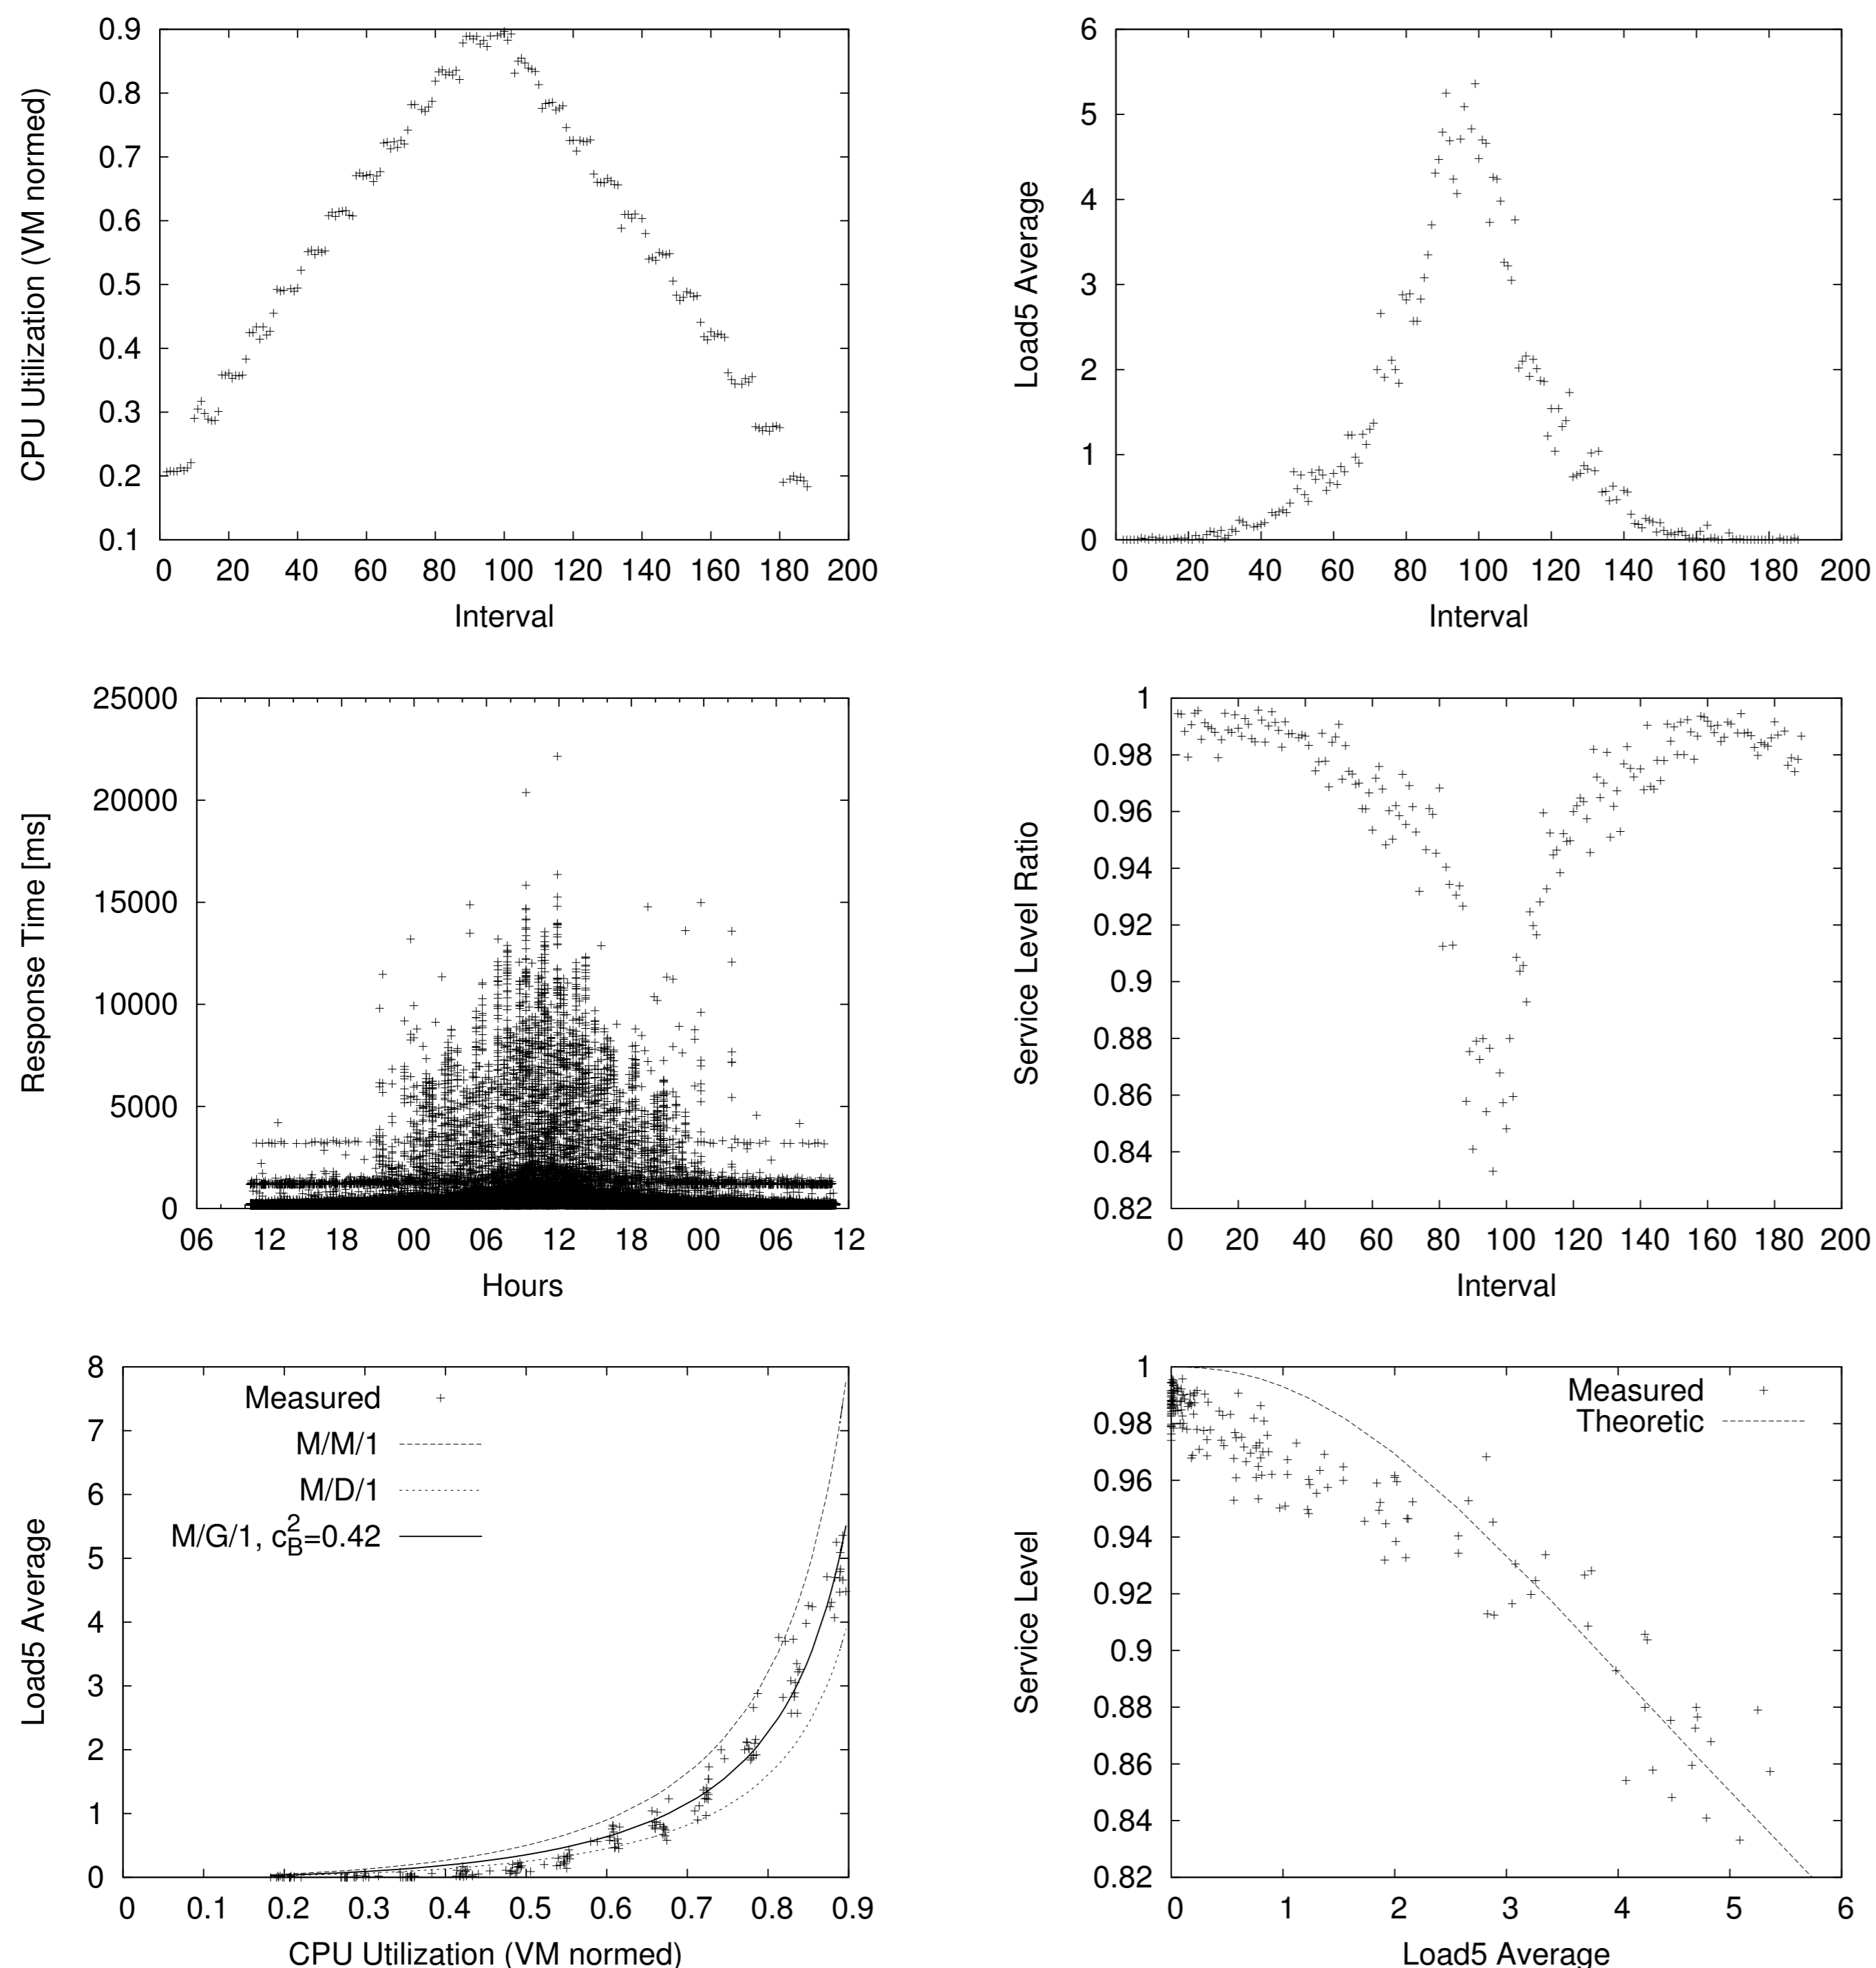 0.9
0.8
0.7
0.6
0.5
0.4
0.3
0.2
0.1
CPU Utilization (VM normed)
0 20 40 60 80 100 120 140 160 180 200
Interval
6
5
4
3
2
1
0
Load5 Average
0 20 40 60 80 100 120 140 160 180 200
Interval
25000
20000
15000
10000
5000
0
Response Time [ms]
06 12 18 00 06 12 18 00 06 12
Hours
1
0.98
0.96
0.94
0.92
0.9
0.88
0.86
0.84
0.82
Service Level Ratio
0 20 40 60 80 100 120 140 160 180 200
Interval
8
7
6
5
4
3
2
1
0
Load5 Average
Measured
M/M/1
M/D/1
M/G/1, c_B^2=0.42
0 0.1 0.2 0.3 0.4 0.5 0.6 0.7 0.8 0.9
CPU Utilization (VM normed)
1
0.98
0.96
0.94
0.92
0.9
0.88
0.86
0.84
0.82
Service Level
Measured
Theoretic
0 1 2 3 4 5 6
Load5 Average